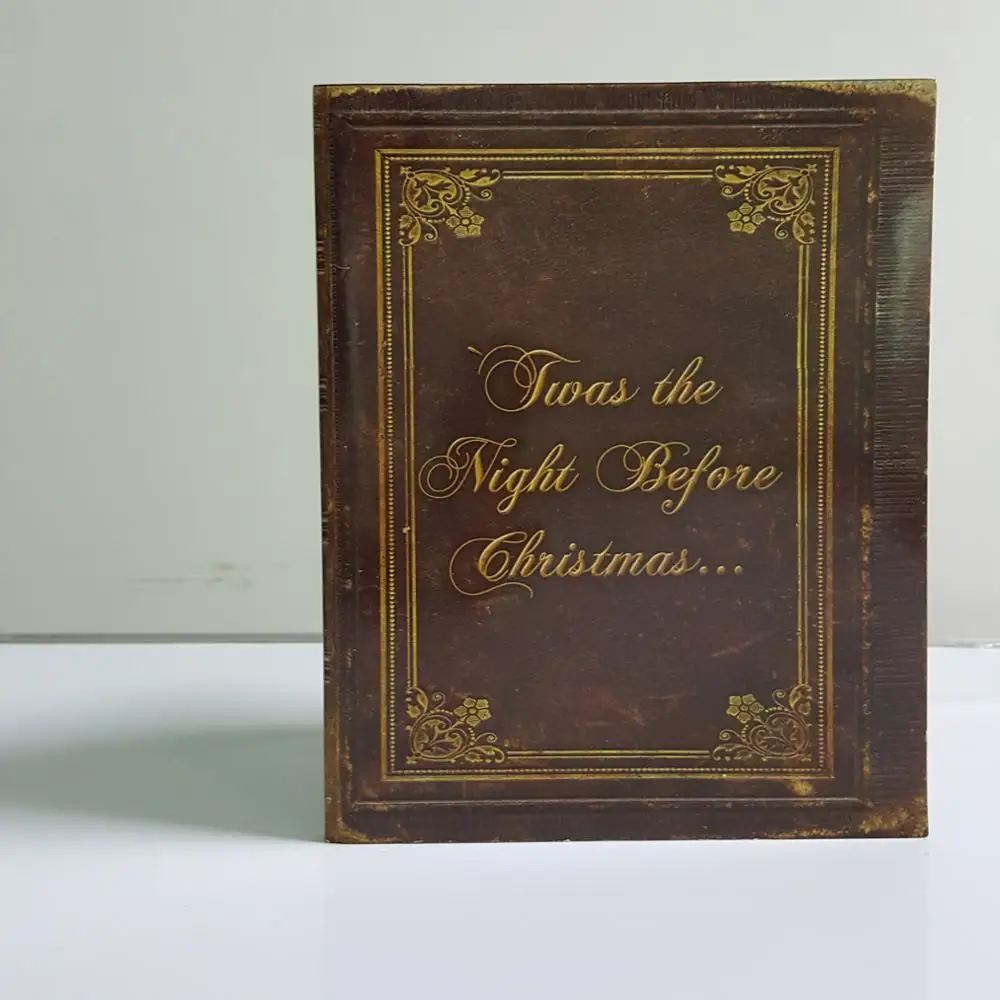 'Twas the
Night Before
Christmas...